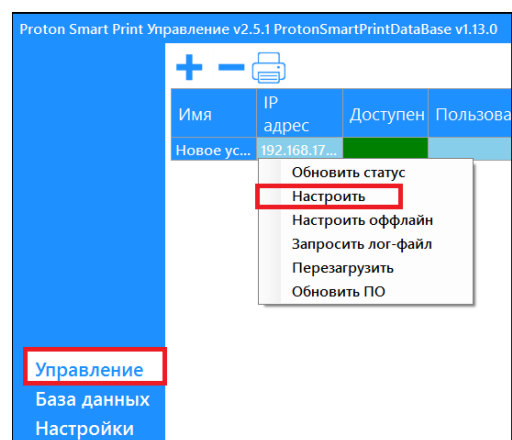 Proton Smart Print Управление v2.5.1 ProtonSmartPrintDataBase v1.13.0
Имя
IP адрес
Доступен
Пользова
Новое ус...
192.168.17...
Обновить статус
Настроить
Настроить оффлайн
Запросить лог-файл
Перезагрузить
Обновить ПО
Управление
База данных
Настройки